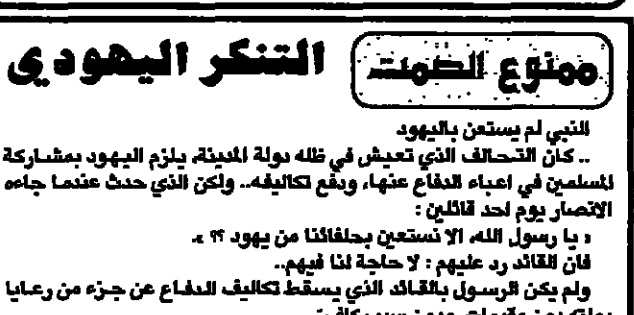 ممنوع الصمت
التنكر اليهودى
النبي لم يستعن باليهود
.. كان التحالف الذي تعيش في ظله دولة المدينة، يلزم اليهود بمشاركة
المسلمين في اعباء الدفاع عنها، ودفع تكاليفه.. ولكن الذي حدث عندما جاءه
الانصار يوم احد قائلين :
« يا رسول الله، الا نستعين بحلفائنا من يهود ؟؟ ».
فان القائد رد عليهم : لا حاجة لنا فيهم..
ولم يكن الرسول بالقائد الذي يسقط تكاليف الدفاع عن جزء من رعايا